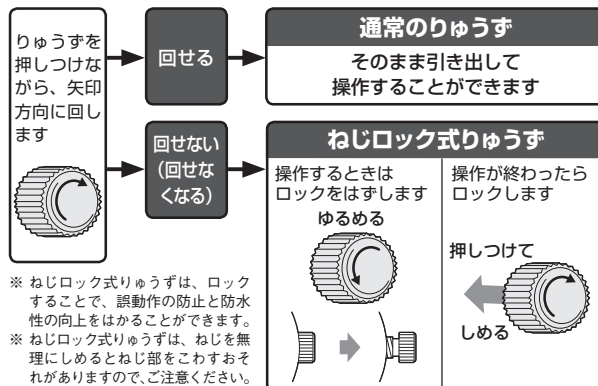 りゅうずを
押しつけな
がら、矢印
方向に回し
ます
回せる
通常のりゅうず
そのまま引き出して
操作することができます
回せない
(回せな
くなる)
ねじロック式りゅうず
操作するときは
ロックをはずします
ゆるめる
操作が終わったら
ロックします
押しつけて
しめる
※ ねじロック式りゅうずは、ロック
することで、誤動作の防止と防水
性の向上をはかることができます。
※ ねじロック式りゅうずは、ねじを無
理にしめるとねじ部をこわすおそ
れがありますので、ご注意ください。